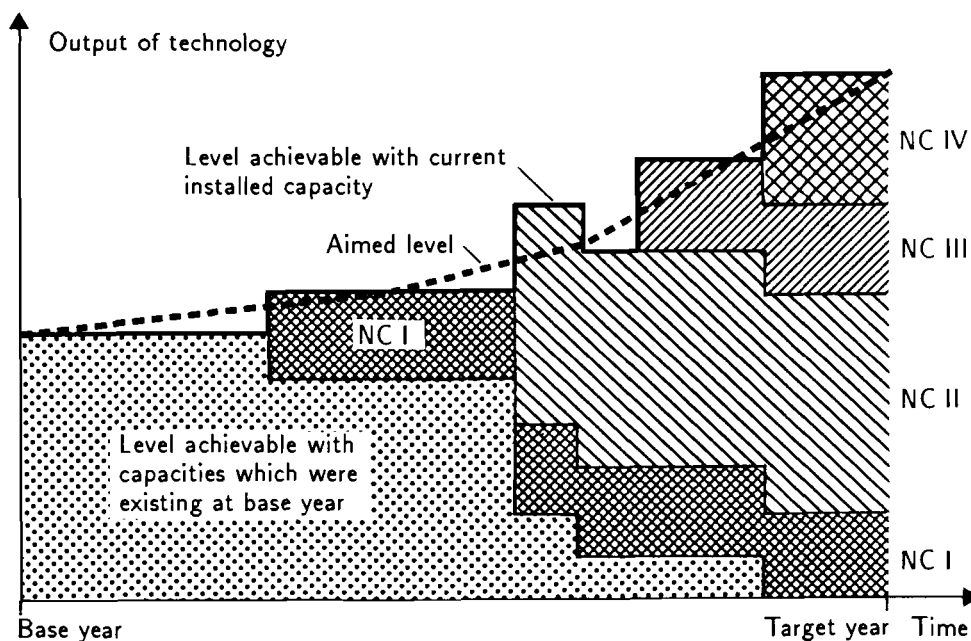 Output of technology
NC IV
Level achievable with current
installed capacity
Aimed level
NC III
NC I
NC II
Level achievable with
capacities which were
existing at base year
NC I
Base year
Target year
Time